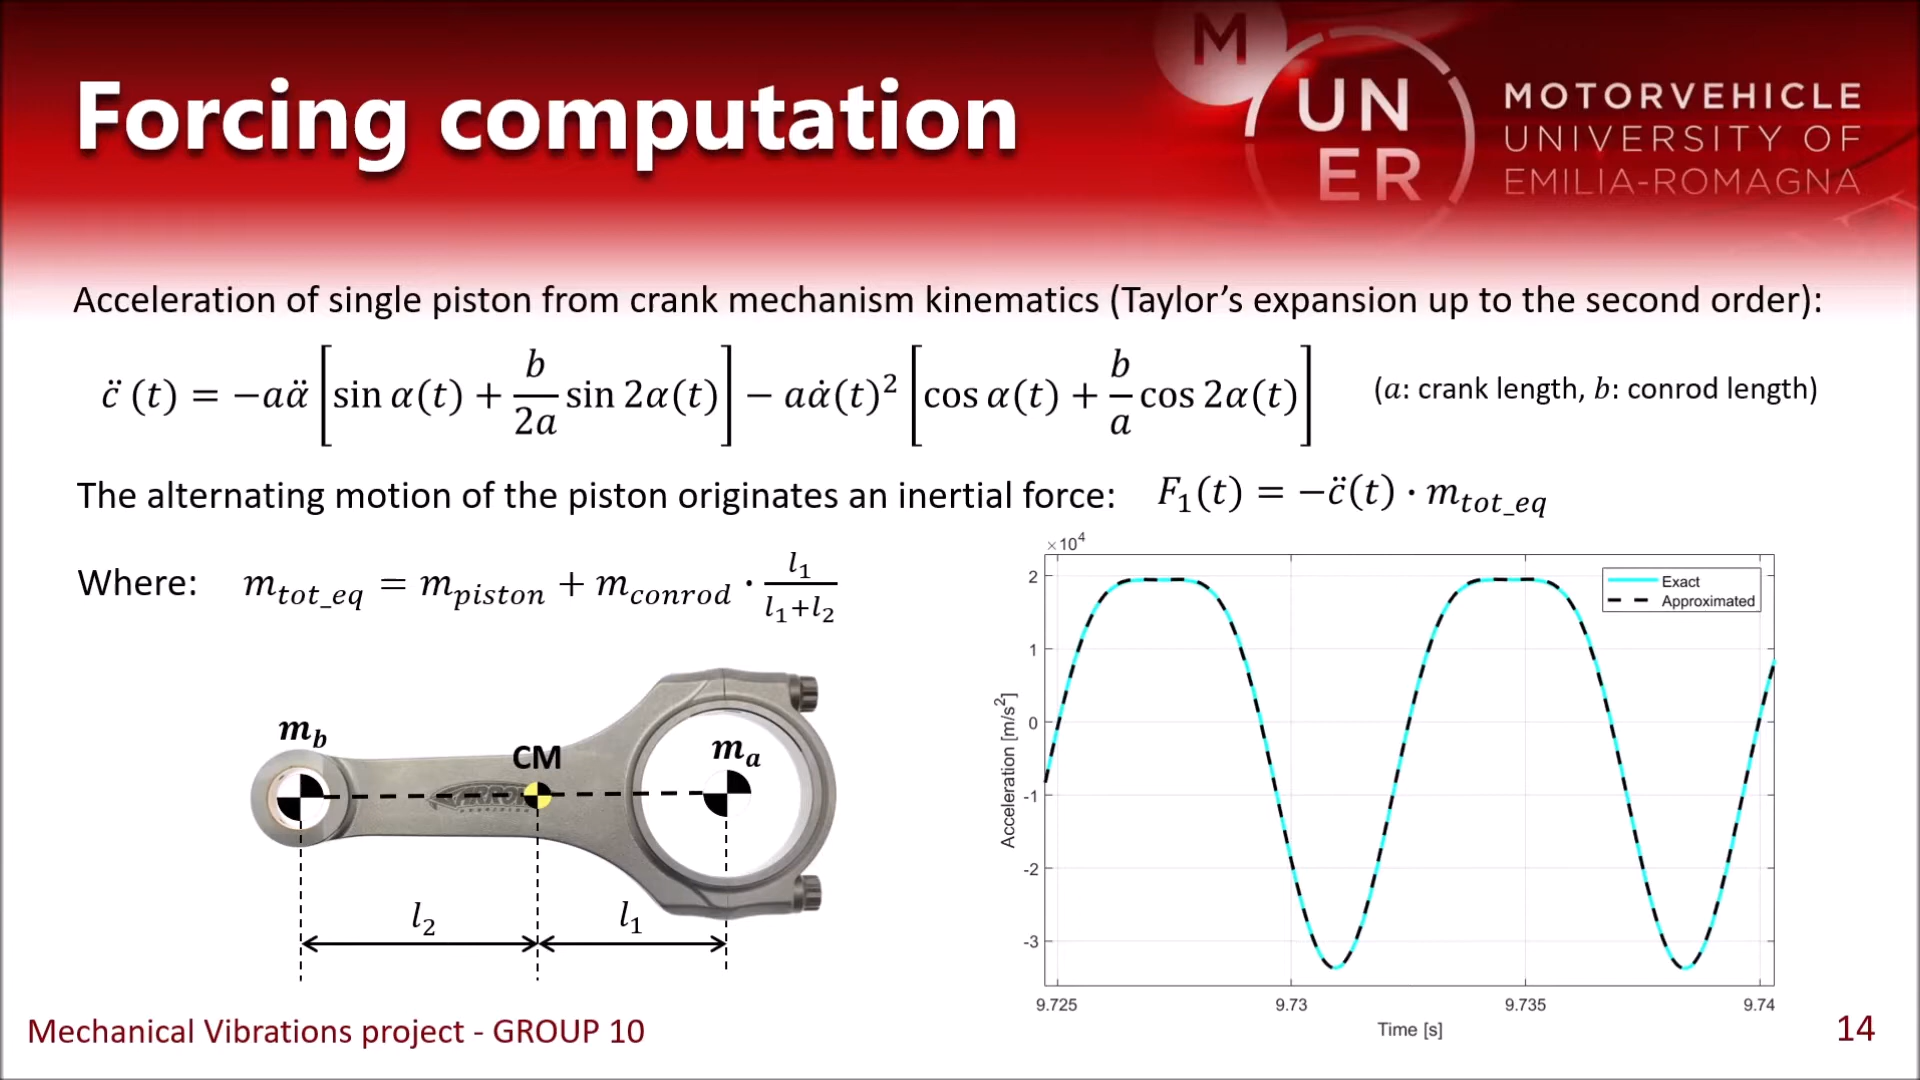 M
UN
ER
MOTORVEHICLE
UNIVERSITY OF
EMILIA-ROMAGNA
Forcing computation
Acceleration of single piston from crank mechanism kinematics (Taylor's expansion up to the second order):
c̈ (t) = −aα̈ [sin α(t) + b/2a sin 2α(t)] − aα̇(t)² [cos α(t) + b/a cos 2α(t)] (a: crank length, b: conrod length)
The alternating motion of the piston originates an inertial force: F₁(t) = −c̈(t) · m_tot_eq
Where: m_tot_eq = m_piston + m_conrod · l₁/(l₁+l₂)
m_b
CM
m_a
ARROW
l₂
l₁
×10⁴
Exact
Approximated
2
1
0
-1
-2
-3
Acceleration [m/s²]
9.725 9.73 9.735 9.74
Time [s]
Mechanical Vibrations project - GROUP 10
14